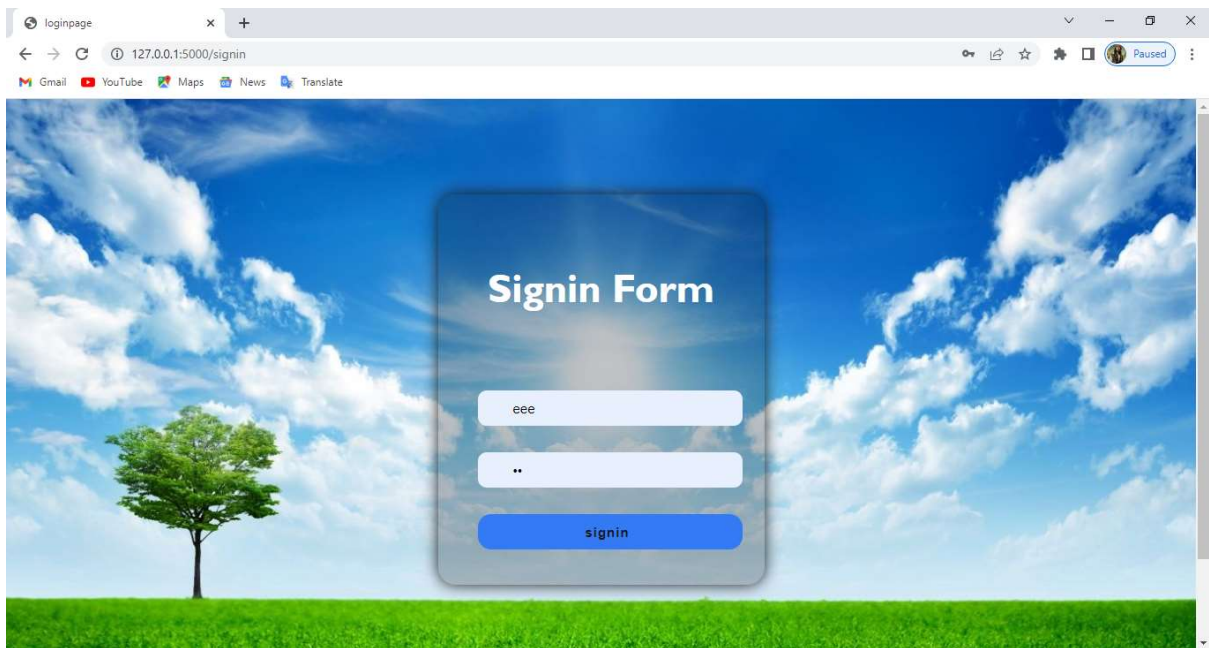 loginpage
127.0.0.1:5000/signin
Paused
Gmail YouTube Maps News Translate
Signin Form
eee
••
signin